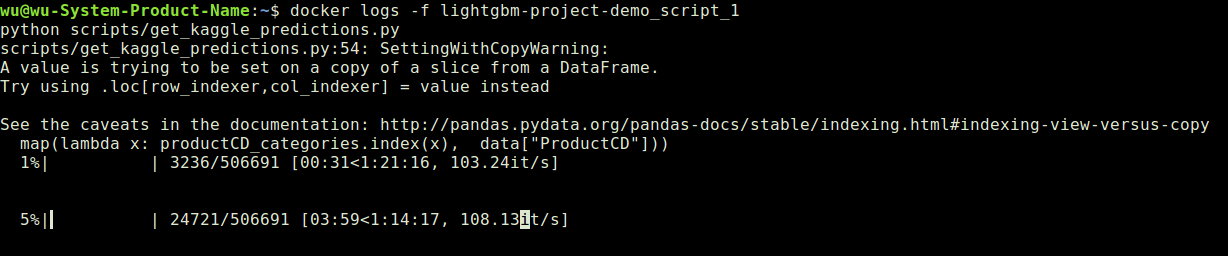 wu@wu-System-Product-Name:~$ docker logs -f lightgbm-project-demo_script_1
python scripts/get_kaggle_predictions.py
scripts/get_kaggle_predictions.py:54: SettingWithCopyWarning:
A value is trying to be set on a copy of a slice from a DataFrame.
Try using .loc[row_indexer,col_indexer] = value instead
See the caveats in the documentation: http://pandas.pydata.org/pandas-docs/stable/indexing.html#indexing-view-versus-copy
  map(lambda x: productCD_categories.index(x),  data["ProductCD"]))
  1%|          | 3236/506691 [00:31<1:21:16, 103.24it/s]
  5%|▍         | 24721/506691 [03:59<1:14:17, 108.13it/s]